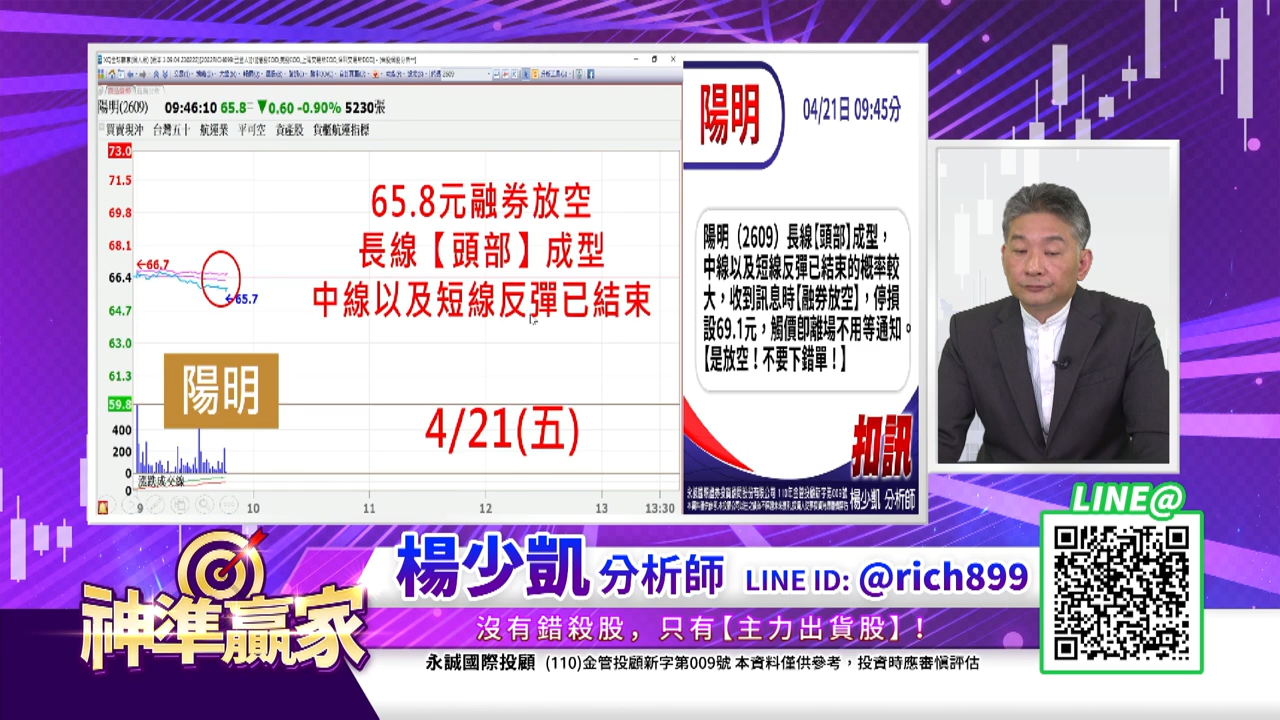 陽明(2609) 09:46:10 65.8 ▼0.60 -0.90% 5230張
買賣現沖 台灣五十 航運業 平可空 資產股 貨櫃航運指標
73.0
71.5
69.8
68.1
66.4
64.7
63.0
61.3
59.8
400
200
0
0
←66.7
←65.7
漲跌成交線
9 10 11 12 13 13:30
65.8元融券放空
長線【頭部】成型
中線以及短線反彈已結束
陽明
4/21(五)
陽明
04/21日 09:45分
陽明（2609）長線【頭部】成型，
中線以及短線反彈已結束的概率較
大，收到訊息時【融券放空】，停損
設69.1元，觸價即離場不用等通知。
【是放空！不要下錯單！】
扣訊
楊少凱 分析師
LINE@
神準贏家
楊少凱 分析師 LINE ID: @rich899
沒有錯殺股，只有【主力出貨股】！
永誠國際投顧 (110)金管投顧新字第009號 本資料僅供參考，投資時應審慎評估